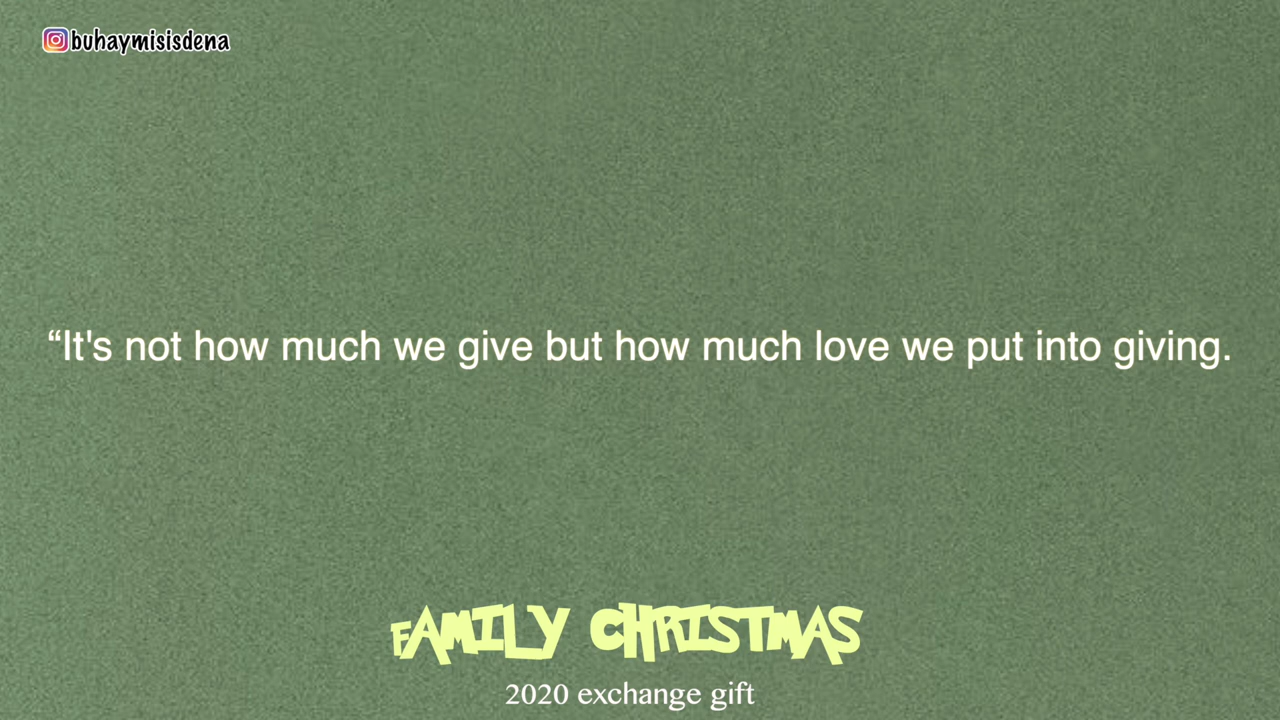 buhaymisisdena
“It's not how much we give but how much love we put into giving.
FAMILY CHRISTMAS
2020 exchange gift